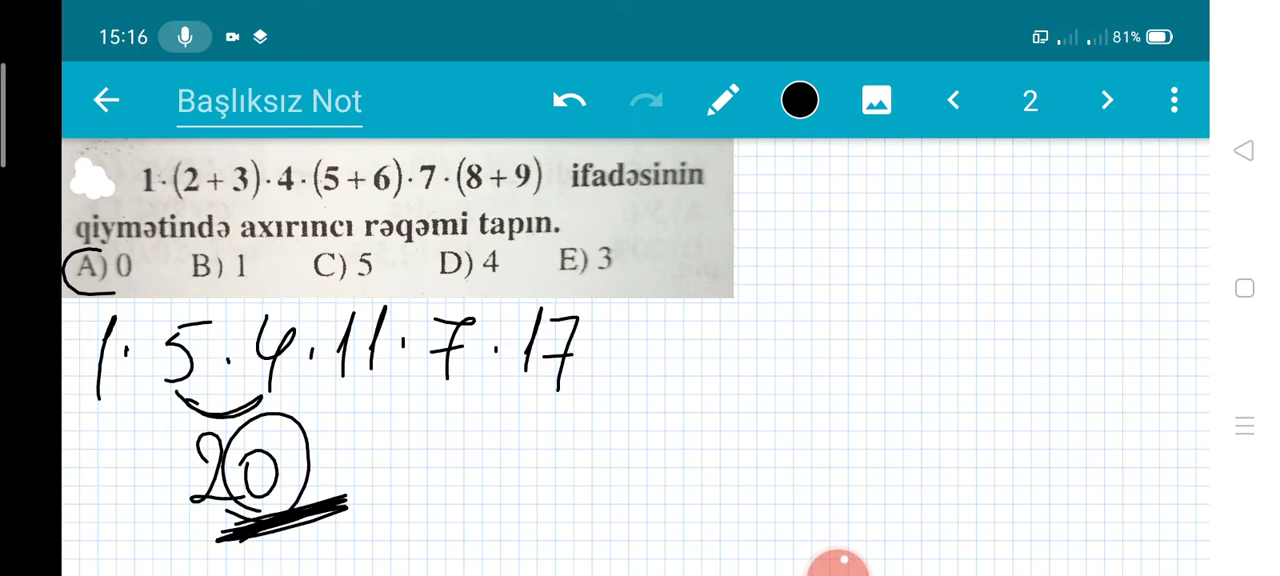 15:16
81%
Başlıksız Not
2
1·(2+3)·4·(5+6)·7·(8+9) ifadəsinin
qiymətində axırıncı rəqəmi tapın.
A) 0 B) 1 C) 5 D) 4 E) 3
1·5·4·11·7·17
20